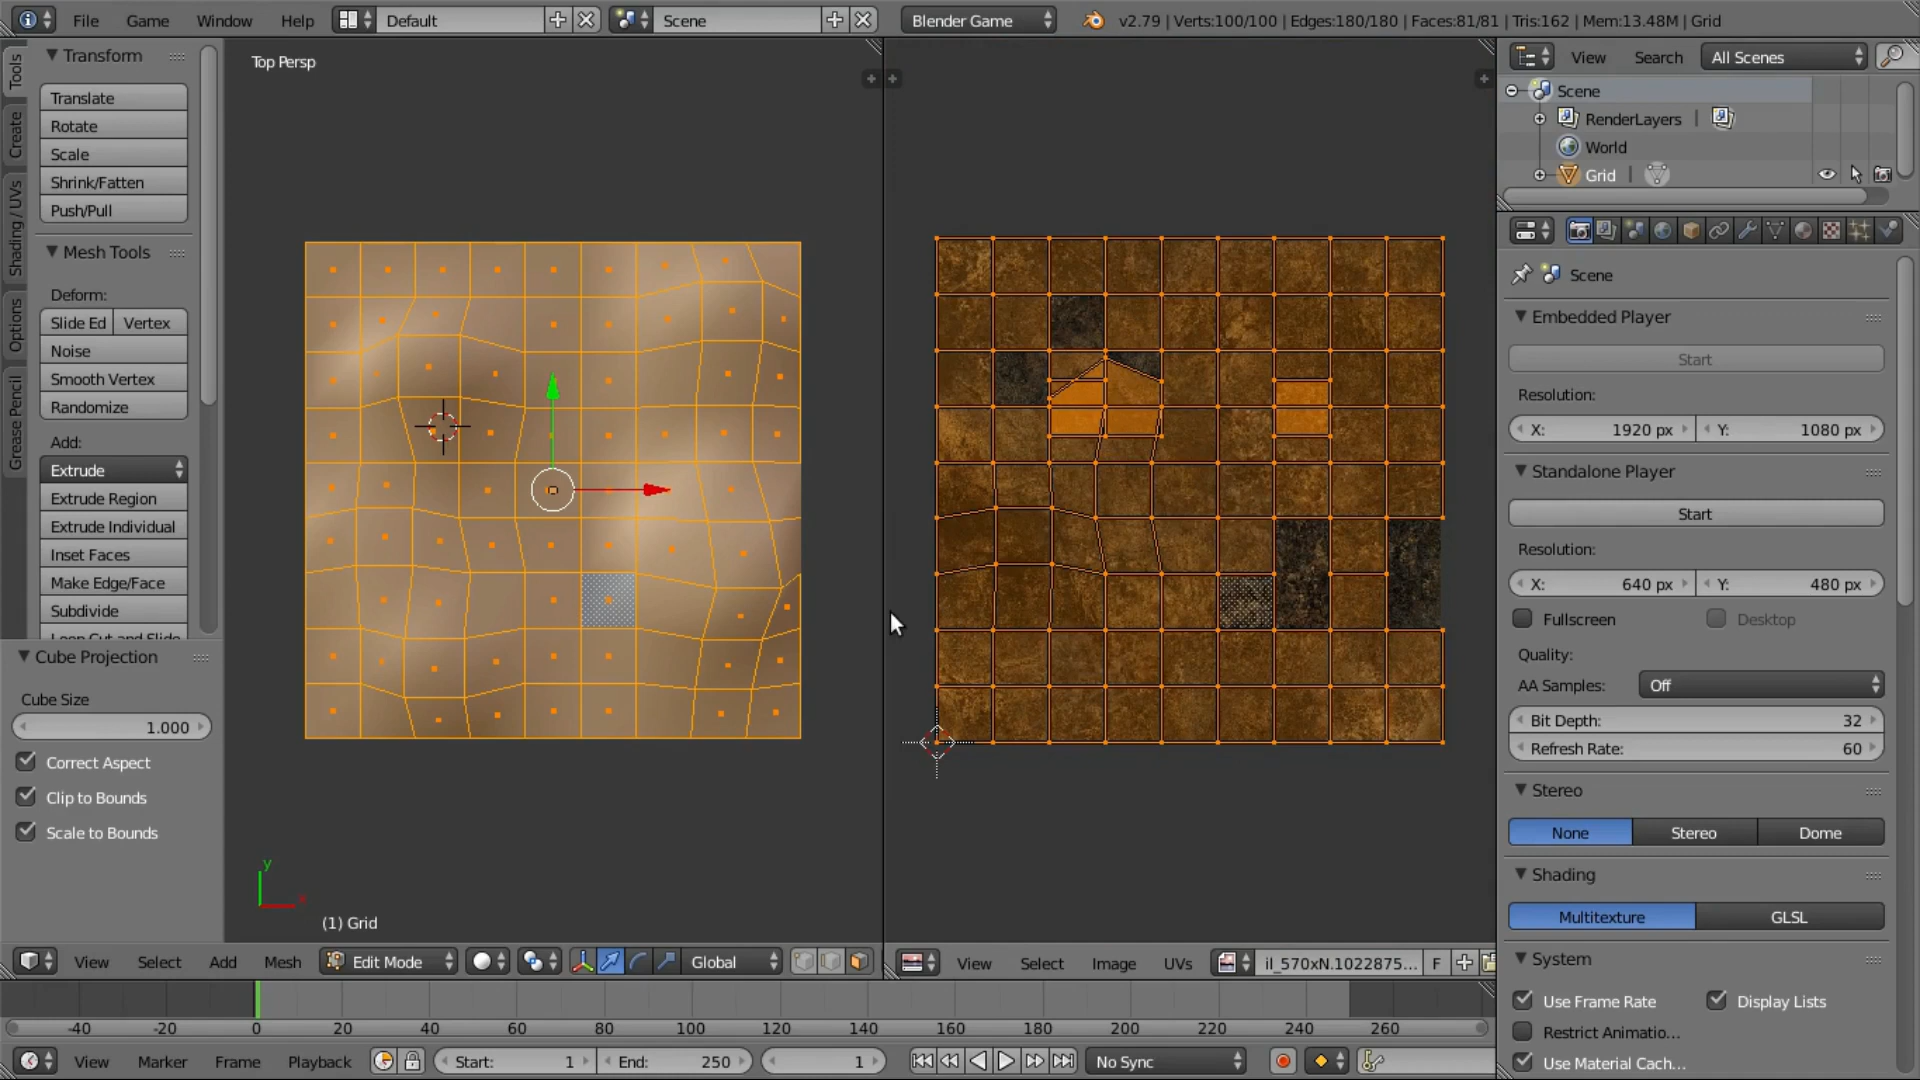 File Game Window Help Default Scene Blender Game v2.79 | Verts:100/100 | Edges:180/180 | Faces:81/81 | Tris:162 | Mem:13.48M | Grid
Tools
Create
Shading / UVs
Options
Grease Pencil
Transform
Translate
Rotate
Scale
Shrink/Fatten
Push/Pull
Mesh Tools
Deform:
Slide Ed Vertex
Noise
Smooth Vertex
Randomize
Add:
Extrude
Extrude Region
Extrude Individual
Inset Faces
Make Edge/Face
Subdivide
Loop Cut and Slide
Cube Projection
Cube Size
1.000
Correct Aspect
Clip to Bounds
Scale to Bounds
Top Persp
y
x
(1) Grid
View Select Add Mesh Edit Mode Global
View Select Image UVs il_570xN.1022875... F
-40 -20 0 20 40 60 80 100 120 140 160 180 200 220 240 260
View Marker Frame Playback Start: 1 End: 250 1 No Sync
View Search All Scenes
Scene
RenderLayers |
World
Grid |
Scene
Embedded Player
Start
Resolution:
X: 1920 px Y: 1080 px
Standalone Player
Start
Resolution:
X: 640 px Y: 480 px
Fullscreen Desktop
Quality:
AA Samples: Off
Bit Depth: 32
Refresh Rate: 60
Stereo
None Stereo Dome
Shading
Multitexture GLSL
System
Use Frame Rate Display Lists
Restrict Animatio...
Use Material Cach...